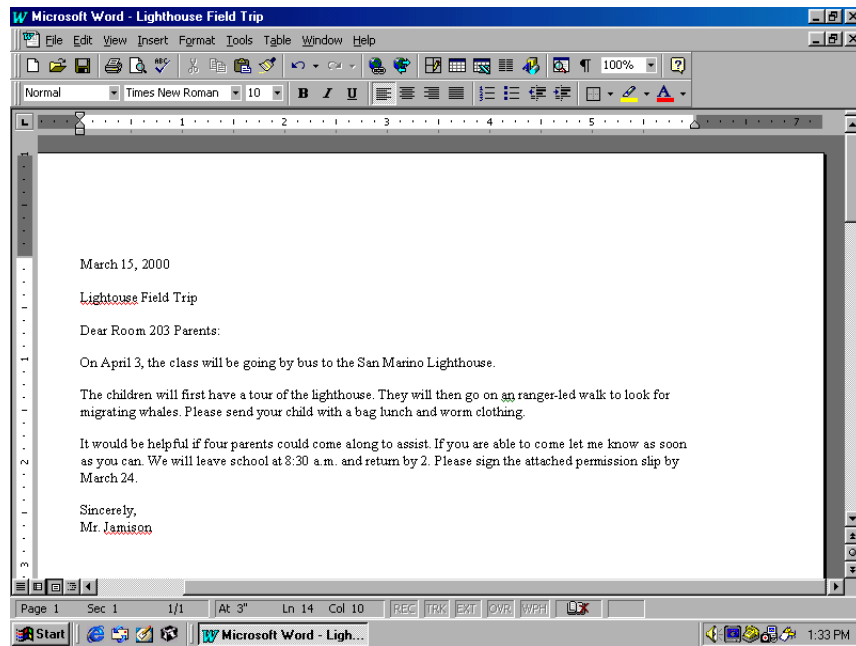 Microsoft Word - Lighthouse Field Trip
File Edit View Insert Format Tools Table Window Help
100%
Normal Times New Roman 10 B I U A
1 2 3 4 5 7
March 15, 2000
Lightouse Field Trip
Dear Room 203 Parents:
On April 3, the class will be going by bus to the San Marino Lighthouse.
The children will first have a tour of the lighthouse. They will then go on an ranger-led walk to look for
migrating whales. Please send your child with a bag lunch and worm clothing.
It would be helpful if four parents could come along to assist. If you are able to come let me know as soon
as you can. We will leave school at 8:30 a.m. and return by 2. Please sign the attached permission slip by
March 24.
Sincerely,
Mr. Jamison
Page 1 Sec 1 1/1 At 3" Ln 14 Col 10 REC TRK EXT OVR WPH
Start Microsoft Word - Ligh... 1:33 PM